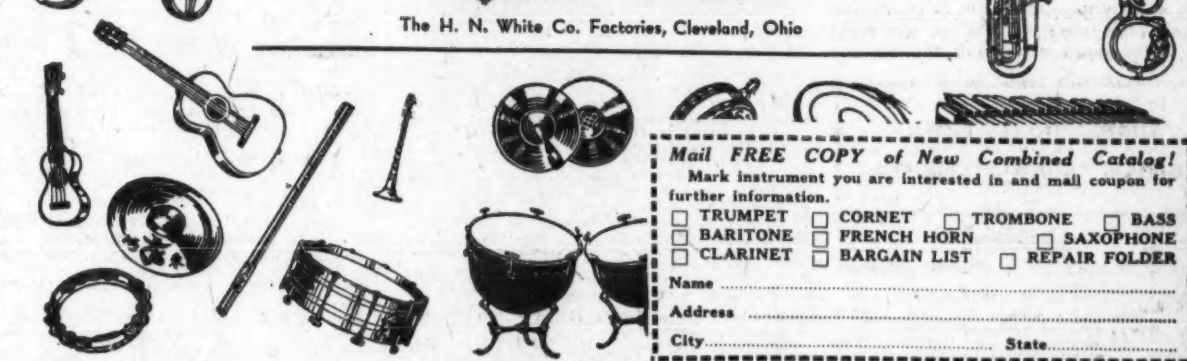 The H. N. White Co. Factories, Cleveland, Ohio
Mail FREE COPY of New Combined Catalog!
Mark instrument you are interested in and mail coupon for
further information.
□ TRUMPET □ CORNET □ TROMBONE □ BASS
□ BARITONE □ FRENCH HORN □ SAXOPHONE
□ CLARINET □ BARGAIN LIST □ REPAIR FOLDER
Name
Address
City State